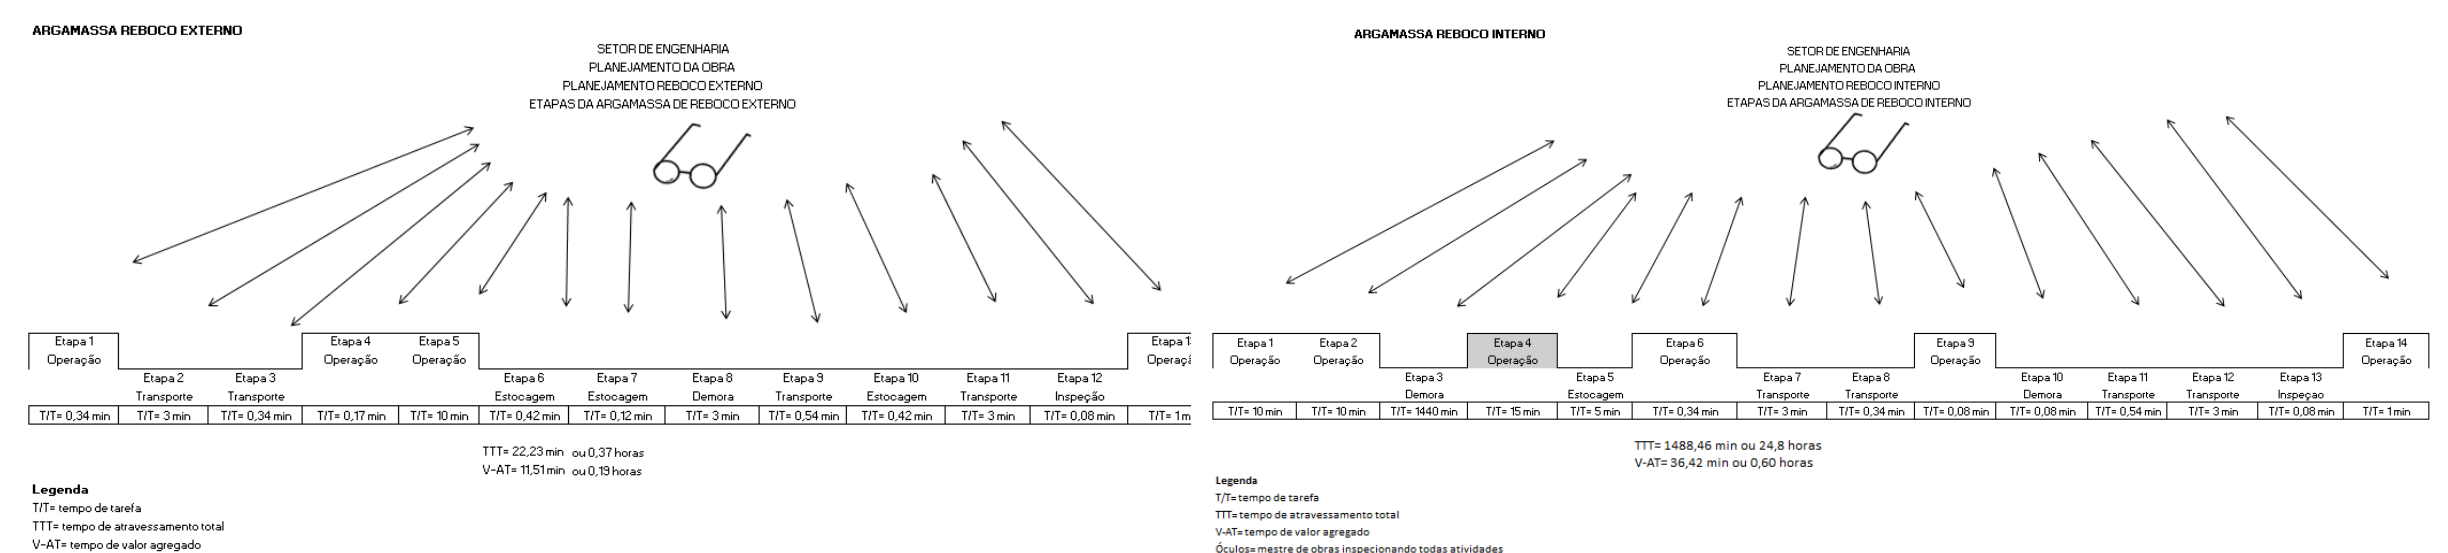 ARGAMASSA REBOCO EXTERNO
SETOR DE ENGENHARIA
PLANEJAMENTO DA OBRA
PLANEJAMENTO REBOCO EXTERNO
ETAPAS DA ARGAMASSA DE REBOCO EXTERNO
Etapa 1 Etapa 4 Etapa 5 Etapa 1
Operação Operação Operação Operaçã
Etapa 2 Etapa 3 Etapa 6 Etapa 7 Etapa 8 Etapa 9 Etapa 10 Etapa 11 Etapa 12
Transporte Transporte Estocagem Estocagem Demora Transporte Estocagem Transporte Inspeção
T/T= 0,34 min T/T= 3 min T/T= 0,34 min T/T= 0,17 min T/T= 10 min T/T= 0,42 min T/T= 0,12 min T/T= 3 min T/T= 0,54 min T/T= 0,42 min T/T= 3 min T/T= 0,08 min T/T= 1 m
TTT= 22,23 min ou 0,37 horas
V-AT= 11,51 min ou 0,19 horas
Legenda
T/T= tempo de tarefa
TTT= tempo de atravessamento total
V-AT= tempo de valor agregado
ARGAMASSA REBOCO INTERNO
SETOR DE ENGENHARIA
PLANEJAMENTO DA OBRA
PLANEJAMENTO REBOCO INTERNO
ETAPAS DA ARGAMASSA DE REBOCO INTERNO
Etapa 1 Etapa 2 Etapa 4 Etapa 6 Etapa 9 Etapa 14
Operação Operação Operação Operação Operação Operação
Etapa 3 Etapa 5 Etapa 7 Etapa 8 Etapa 10 Etapa 11 Etapa 12 Etapa 13
Demora Estocagem Transporte Transporte Demora Transporte Transporte Inspeçao
T/T= 10 min T/T= 10 min T/T= 1440 min T/T= 15 min T/T= 5 min T/T= 0,34 min T/T= 3 min T/T= 0,34 min T/T= 0,08 min T/T= 0,08 min T/T= 0,54 min T/T= 3 min T/T= 0,08 min T/T= 1 min
TTT= 1488,46 min ou 24,8 horas
V-AT= 36,42 min ou 0,60 horas
Legenda
T/T= tempo de tarefa
TTT= tempo de atravessamento total
V-AT= tempo de valor agregado
Óculos= mestre de obras inspecionando todas atividades